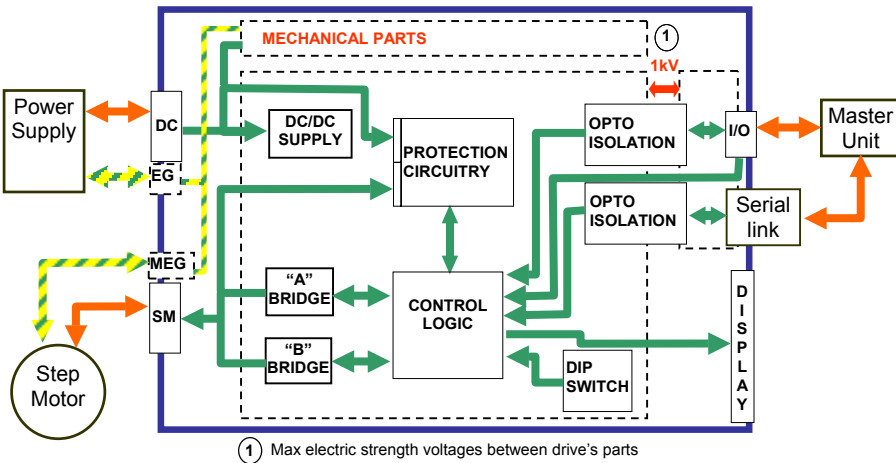 MECHANICAL PARTS
1
1kV
Power
Supply
DC
DC/DC
SUPPLY
PROTECTION
CIRCUITRY
OPTO
ISOLATION
I/O
Master
Unit
EG
OPTO
ISOLATION
Serial
link
MEG
SM
"A"
BRIDGE
"B"
BRIDGE
CONTROL
LOGIC
DIP
SWITCH
DISPLAY
Step
Motor
1 Max electric strength voltages between drive's parts